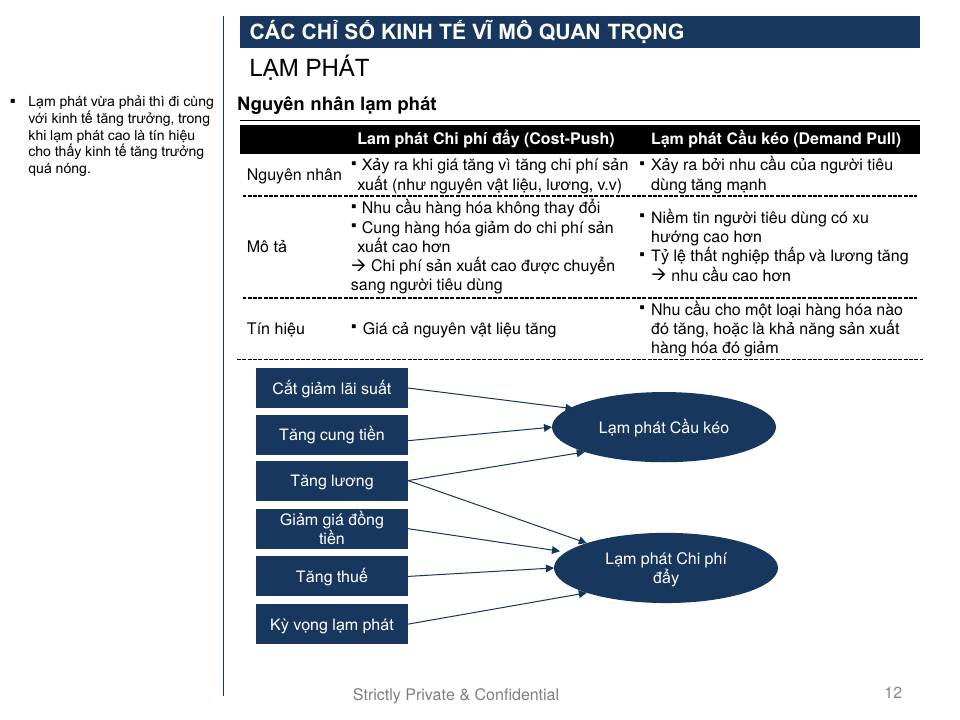 CÁC CHỈ SỐ KINH TẾ VĨ MÔ QUAN TRỌNG
LẠM PHÁT
▪ Lạm phát vừa phải thì đi cùng
với kinh tế tăng trưởng, trong
khi lạm phát cao là tín hiệu
cho thấy kinh tế tăng trưởng
quá nóng.
Nguyên nhân lạm phát
Lam phát Chi phí đẩy (Cost-Push)
Lạm phát Cầu kéo (Demand Pull)
Nguyên nhân
▪ Xảy ra khi giá tăng vì tăng chi phí sản
xuất (như nguyên vật liệu, lương, v.v)
▪ Xảy ra bởi nhu cầu của người tiêu
dùng tăng mạnh
Mô tả
▪ Nhu cầu hàng hóa không thay đổi
▪ Cung hàng hóa giảm do chi phí sản
xuất cao hơn
→ Chi phí sản xuất cao được chuyển
sang người tiêu dùng
▪ Niềm tin người tiêu dùng có xu
hướng cao hơn
▪ Tỷ lệ thất nghiệp thấp và lương tăng
→ nhu cầu cao hơn
Tín hiệu
▪ Giá cả nguyên vật liệu tăng
▪ Nhu cầu cho một loại hàng hóa nào
đó tăng, hoặc là khả năng sản xuất
hàng hóa đó giảm
Cắt giảm lãi suất
Tăng cung tiền
Tăng lương
Giảm giá đồng
tiền
Tăng thuế
Kỳ vọng lạm phát
Lạm phát Cầu kéo
Lạm phát Chi phí
đẩy
Strictly Private & Confidential
12